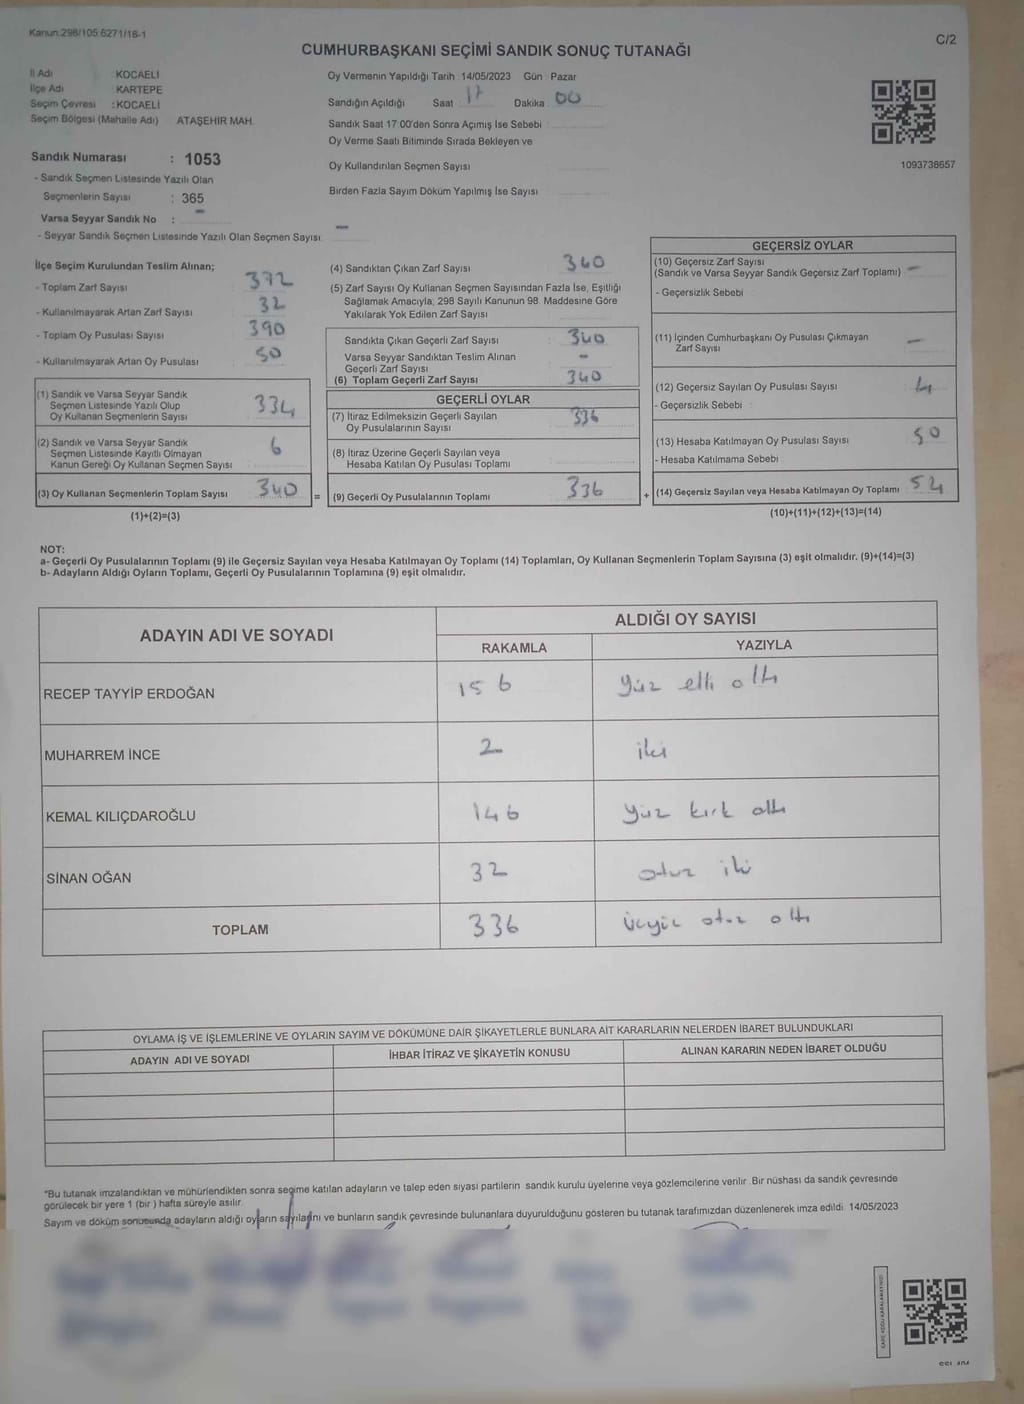 Kanun:298/105.6271/18-1
C/2
CUMHURBAŞKANI SEÇİMİ SANDIK SONUÇ TUTANAĞI
İl Adı : KOCAELİ
İlçe Adı : KARTEPE
Seçim Çevresi : KOCAELİ
Seçim Bölgesi (Mahalle Adı) ATAŞEHİR MAH.
Oy Vermenin Yapıldığı Tarih : 14/05/2023 Gün : Pazar
Sandığın Açıldığı Saat : 17 Dakika : 00
Sandık Saat 17:00'den Sonra Açımış İse Sebebi :
Oy Verme Saati Bitiminde Sırada Bekleyen ve
Oy Kullandırılan Seçmen Sayısı
Birden Fazla Sayım Döküm Yapılmış İse Sayısı
1093738657
Sandık Numarası : 1053
- Sandık Seçmen Listesinde Yazılı Olan
Seçmenlerin Sayısı : 365
Varsa Seyyar Sandık No : -
- Seyyar Sandık Seçmen Listesinde Yazılı Olan Seçmen Sayısı : -
İlçe Seçim Kurulundan Teslim Alınan;
- Toplam Zarf Sayısı 372
- Kullanılmayarak Artan Zarf Sayısı 32
- Toplam Oy Pusulası Sayısı 390
- Kullanılmayarak Artan Oy Pusulası 50
(1) Sandık ve Varsa Seyyar Sandık
Seçmen Listesinde Yazılı Olup
Oy Kullanan Seçmenlerin Sayısı 334
(2) Sandık ve Varsa Seyyar Sandık
Seçmen Listesinde Kayıtlı Olmayan
Kanun Gereği Oy Kullanan Seçmen Sayısı 6
(3) Oy Kullanan Seçmenlerin Toplam Sayısı 340
(1)+(2)=(3)
(4) Sandıktan Çıkan Zarf Sayısı 340
(5) Zarf Sayısı Oy Kullanan Seçmen Sayısından Fazla İse, Eşitliği
Sağlamak Amacıyla, 298 Sayılı Kanunun 98. Maddesine Göre
Yakılarak Yok Edilen Zarf Sayısı
Sandıkta Çıkan Geçerli Zarf Sayısı : 340
Varsa Seyyar Sandıktan Teslim Alınan
Geçerli Zarf Sayısı -
(6) Toplam Geçerli Zarf Sayısı 340
GEÇERLİ OYLAR
(7) İtiraz Edilmeksizin Geçerli Sayılan
Oy Pusulalarının Sayısı 336
(8) İtiraz Üzerine Geçerli Sayılan veya
Hesaba Katılan Oy Pusulası Toplamı
= (9) Geçerli Oy Pusulalarının Toplamı 336
GEÇERSİZ OYLAR
(10) Geçersiz Zarf Sayısı
(Sandık ve Varsa Seyyar Sandık Geçersiz Zarf Toplamı) -
- Geçersizlik Sebebi :
(11) İçinden Cumhurbaşkanı Oy Pusulası Çıkmayan
Zarf Sayısı -
(12) Geçersiz Sayılan Oy Pusulası Sayısı 4
- Geçersizlik Sebebi :
(13) Hesaba Katılmayan Oy Pusulası Sayısı 50
- Hesaba Katılmama Sebebi :
+ (14) Geçersiz Sayılan veya Hesaba Katılmayan Oy Toplamı 54
(10)+(11)+(12)+(13)=(14)
NOT:
a- Geçerli Oy Pusulalarının Toplamı (9) ile Geçersiz Sayılan veya Hesaba Katılmayan Oy Toplamı (14) Toplamları, Oy Kullanan Seçmenlerin Toplam Sayısına (3) eşit olmalıdır. (9)+(14)=(3)
b- Adayların Aldığı Oyların Toplamı, Geçerli Oy Pusulalarının Toplamına (9) eşit olmalıdır.
ADAYIN ADI VE SOYADI
ALDIĞI OY SAYISI
RAKAMLA YAZIYLA
RECEP TAYYİP ERDOĞAN 156 yüz elli altı
MUHARREM İNCE 2 iki
KEMAL KILIÇDAROĞLU 146 yüz kırk altı
SİNAN OĞAN 32 otuz iki
TOPLAM 336 üçyüz otuz altı
OYLAMA İŞ VE İŞLEMLERİNE VE OYLARIN SAYIM VE DÖKÜMÜNE DAİR ŞİKAYETLERLE BUNLARA AİT KARARLARIN NELERDEN İBARET BULUNDUKLARI
ADAYIN ADI VE SOYADI İHBAR İTİRAZ VE ŞİKAYETİN KONUSU ALINAN KARARIN NEDEN İBARET OLDUĞU
*Bu tutanak imzalandıktan ve mühürlendikten sonra seçime katılan adayların ve talep eden siyasi partilerin sandık kurulu üyelerine veya gözlemcilerine verilir. Bir nüshası da sandık çevresinde
görülecek bir yere 1 (bir ) hafta süreyle asılır.
Sayım ve döküm sonusunda adayların aldığı oyların sayılarını ve bunların sandık çevresinde bulunanlara duyurulduğunu gösteren bu tutanak tarafımızdan düzenlenerek imza edildi. 14/05/2023
KARE KODU KARALAMAYINIZ!